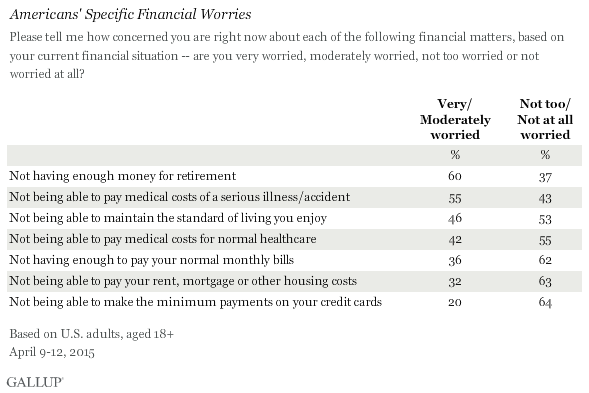 Americans' Specific Financial Worries
Please tell me how concerned you are right now about each of the following financial matters, based on
your current financial situation -- are you very worried, moderately worried, not too worried or not
worried at all?
Very/ Not too/
Moderately Not at all
worried worried
% %
Not having enough money for retirement 60 37
Not being able to pay medical costs of a serious illness/accident 55 43
Not being able to maintain the standard of living you enjoy 46 53
Not being able to pay medical costs for normal healthcare 42 55
Not having enough to pay your normal monthly bills 36 62
Not being able to pay your rent, mortgage or other housing costs 32 63
Not being able to make the minimum payments on your credit cards 20 64
Based on U.S. adults, aged 18+
April 9-12, 2015
GALLUP